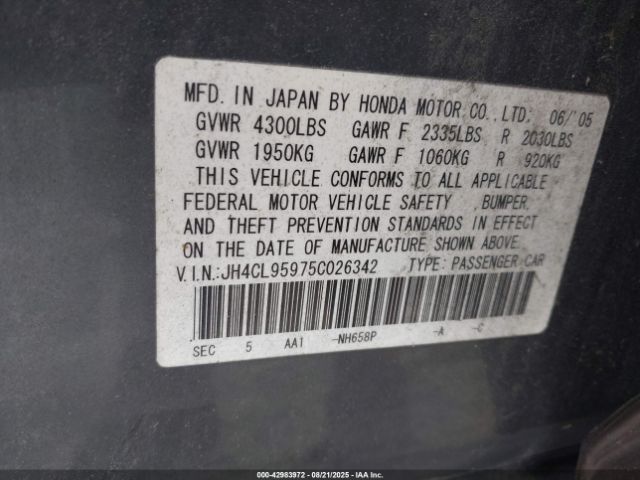 MFD. IN JAPAN BY HONDA MOTOR CO., LTD: 06/'05
GVWR 4300LBS GAWR F 2335LBS R 2030LBS
GVWR 1950KG GAWR F 1060KG R 920KG
THIS VEHICLE CONFORMS TO ALL APPLICABLE
FEDERAL MOTOR VEHICLE SAFETY , BUMPER,
AND THEFT PREVENTION STANDARDS IN EFFECT
ON THE DATE OF MANUFACTURE SHOWN ABOVE.
V.I.N.:JH4CL95975C026342 TYPE: PASSENGER CAR
SEC 5 AA1 -NH658P -A -C
000-42983972 - 08/21/2025 - IAA Inc.